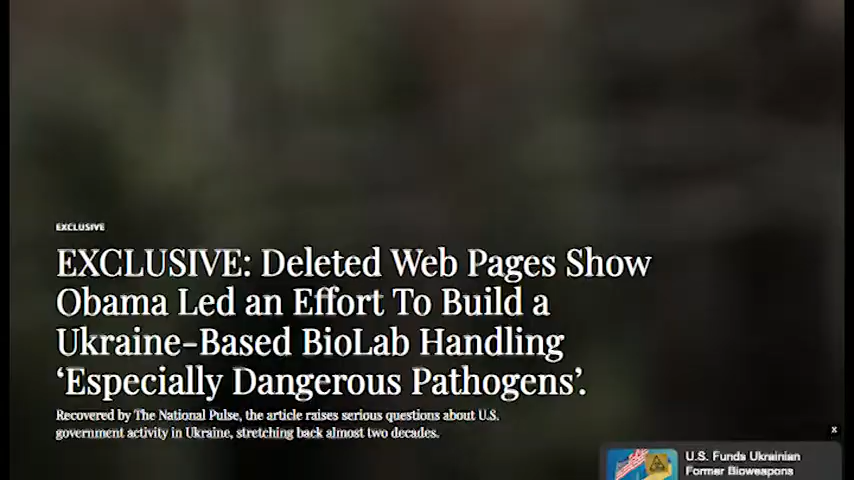 EXCLUSIVE
EXCLUSIVE: Deleted Web Pages Show
Obama Led an Effort To Build a
Ukraine-Based BioLab Handling
‘Especially Dangerous Pathogens’.
Recovered by The National Pulse, the article raises serious questions about U.S.
government activity in Ukraine, stretching back almost two decades.
x
U.S. Funds Ukrainian
Former Bioweapons